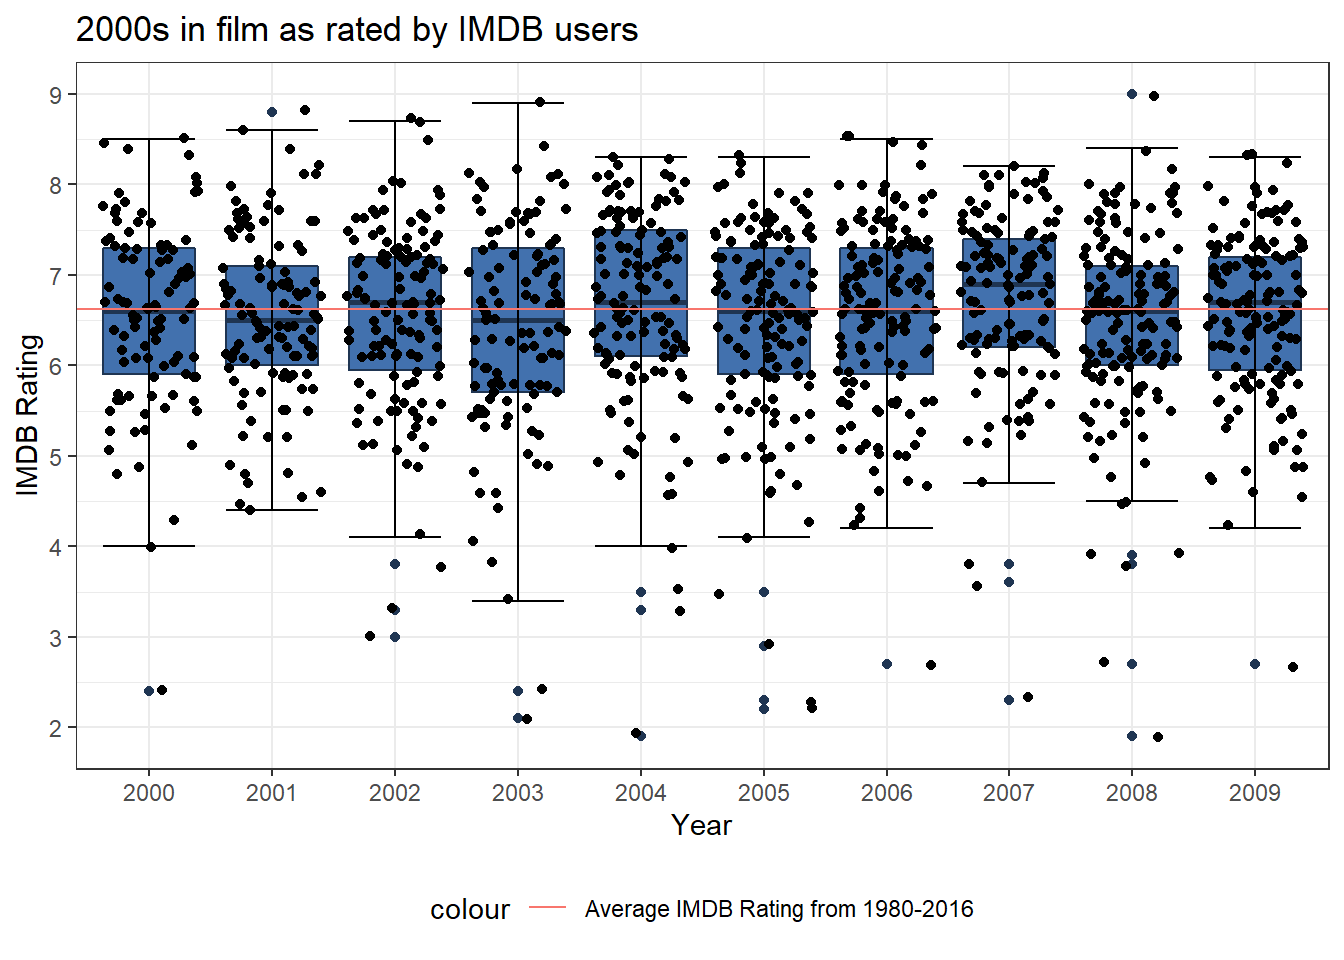 2000s in film as rated by IMDB users
IMDB Rating
9
8
7
6
5
4
3
2
2000 2001 2002 2003 2004 2005 2006 2007 2008 2009
Year
colour Average IMDB Rating from 1980-2016